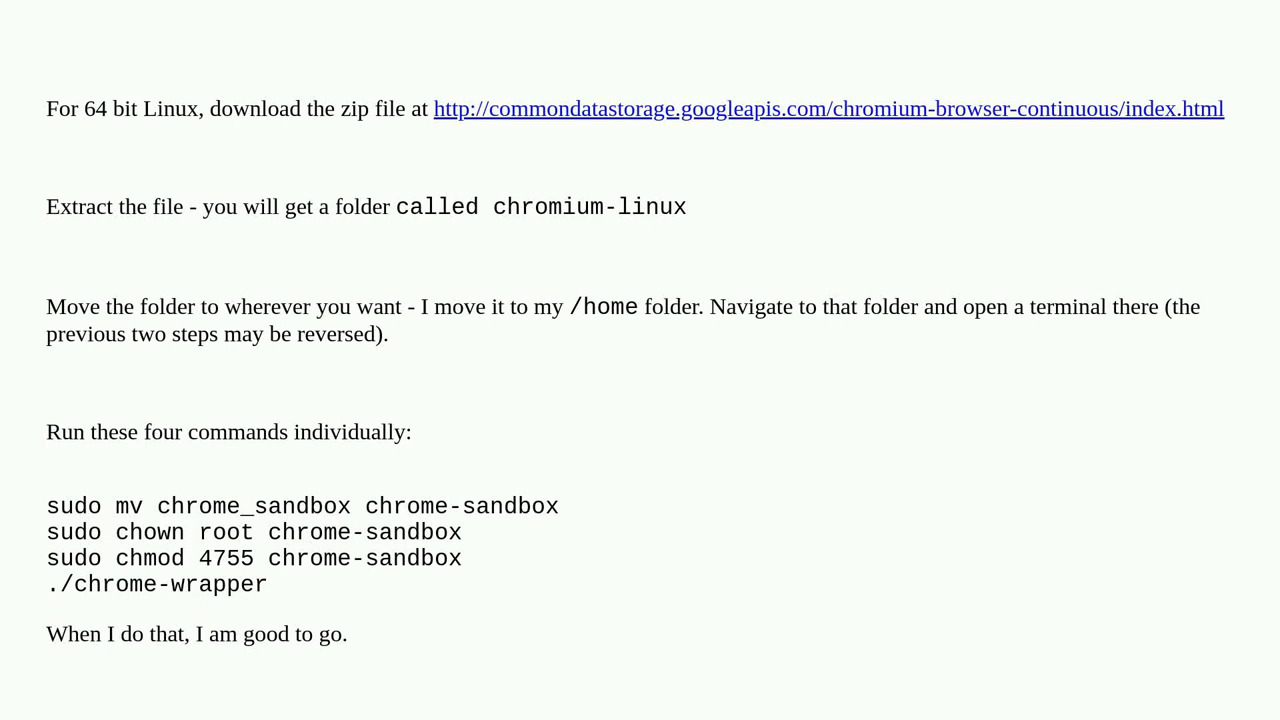 For 64 bit Linux, download the zip file at http://commondatastorage.googleapis.com/chromium-browser-continuous/index.html
Extract the file - you will get a folder called chromium-linux
Move the folder to wherever you want - I move it to my /home folder. Navigate to that folder and open a terminal there (the
previous two steps may be reversed).
Run these four commands individually:
sudo mv chrome_sandbox chrome-sandbox
sudo chown root chrome-sandbox
sudo chmod 4755 chrome-sandbox
./chrome-wrapper
When I do that, I am good to go.